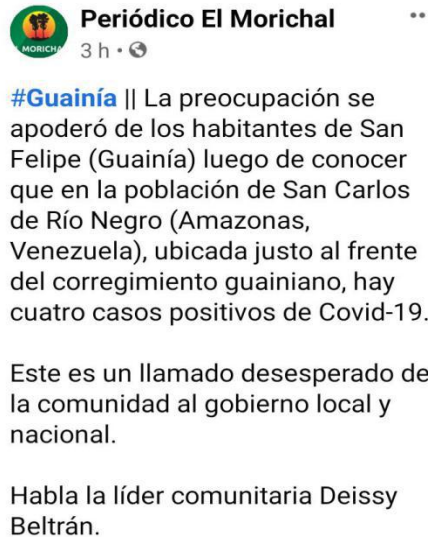 MORICHA
Periódico El Morichal
3 h •
#Guainía || La preocupación se
apoderó de los habitantes de San
Felipe (Guainía) luego de conocer
que en la población de San Carlos
de Río Negro (Amazonas,
Venezuela), ubicada justo al frente
del corregimiento guainiano, hay
cuatro casos positivos de Covid-19.
Este es un llamado desesperado de
la comunidad al gobierno local y
nacional.
Habla la líder comunitaria Deissy
Beltrán.